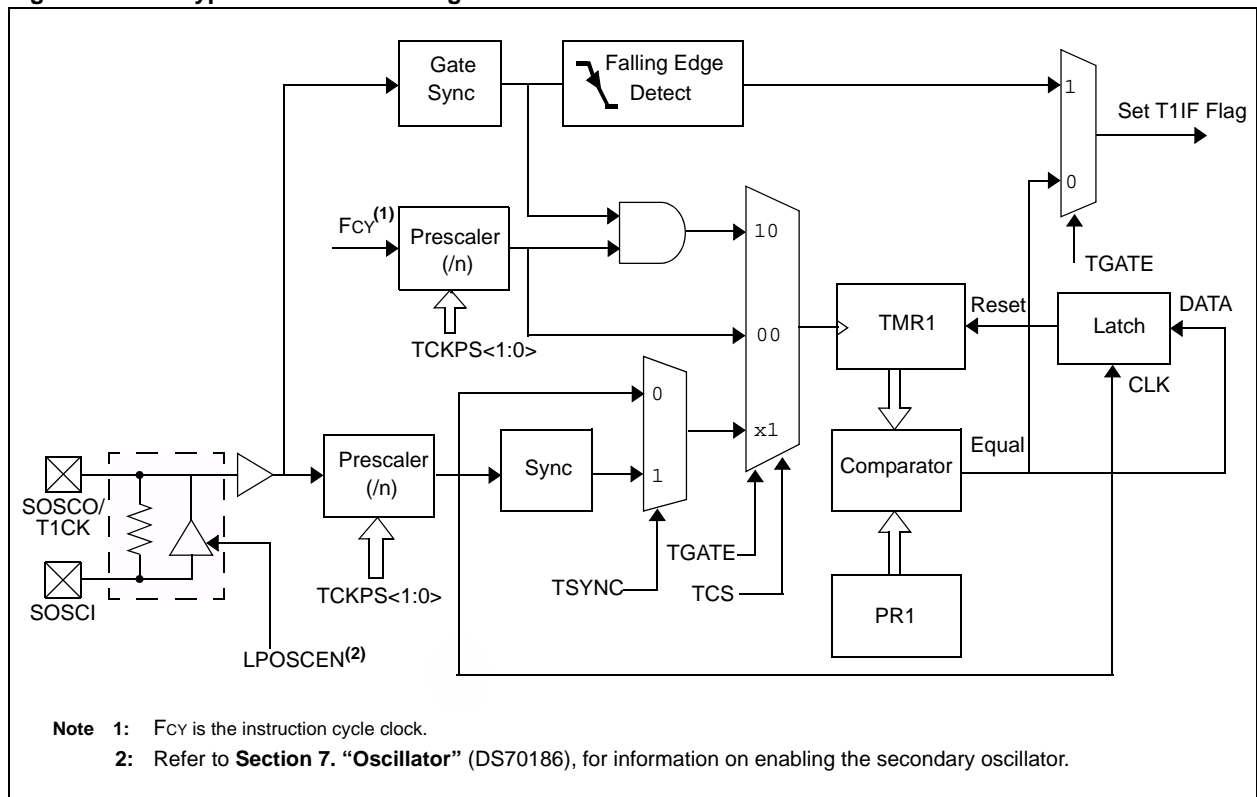 Gate
Sync
Falling Edge
Detect
1
Set T1IF Flag
0
TGATE
FCY(1)
Prescaler
(/n)
TCKPS<1:0>
10
00
x1
TMR1
Reset
Latch
DATA
CLK
0
1
Prescaler
(/n)
Sync
Comparator
Equal
SOSCO/
T1CK
SOSCI
TCKPS<1:0>
TSYNC
TGATE
TCS
PR1
LPOSCEN(2)
Note 1: FCY is the instruction cycle clock.
2: Refer to Section 7. “Oscillator” (DS70186), for information on enabling the secondary oscillator.